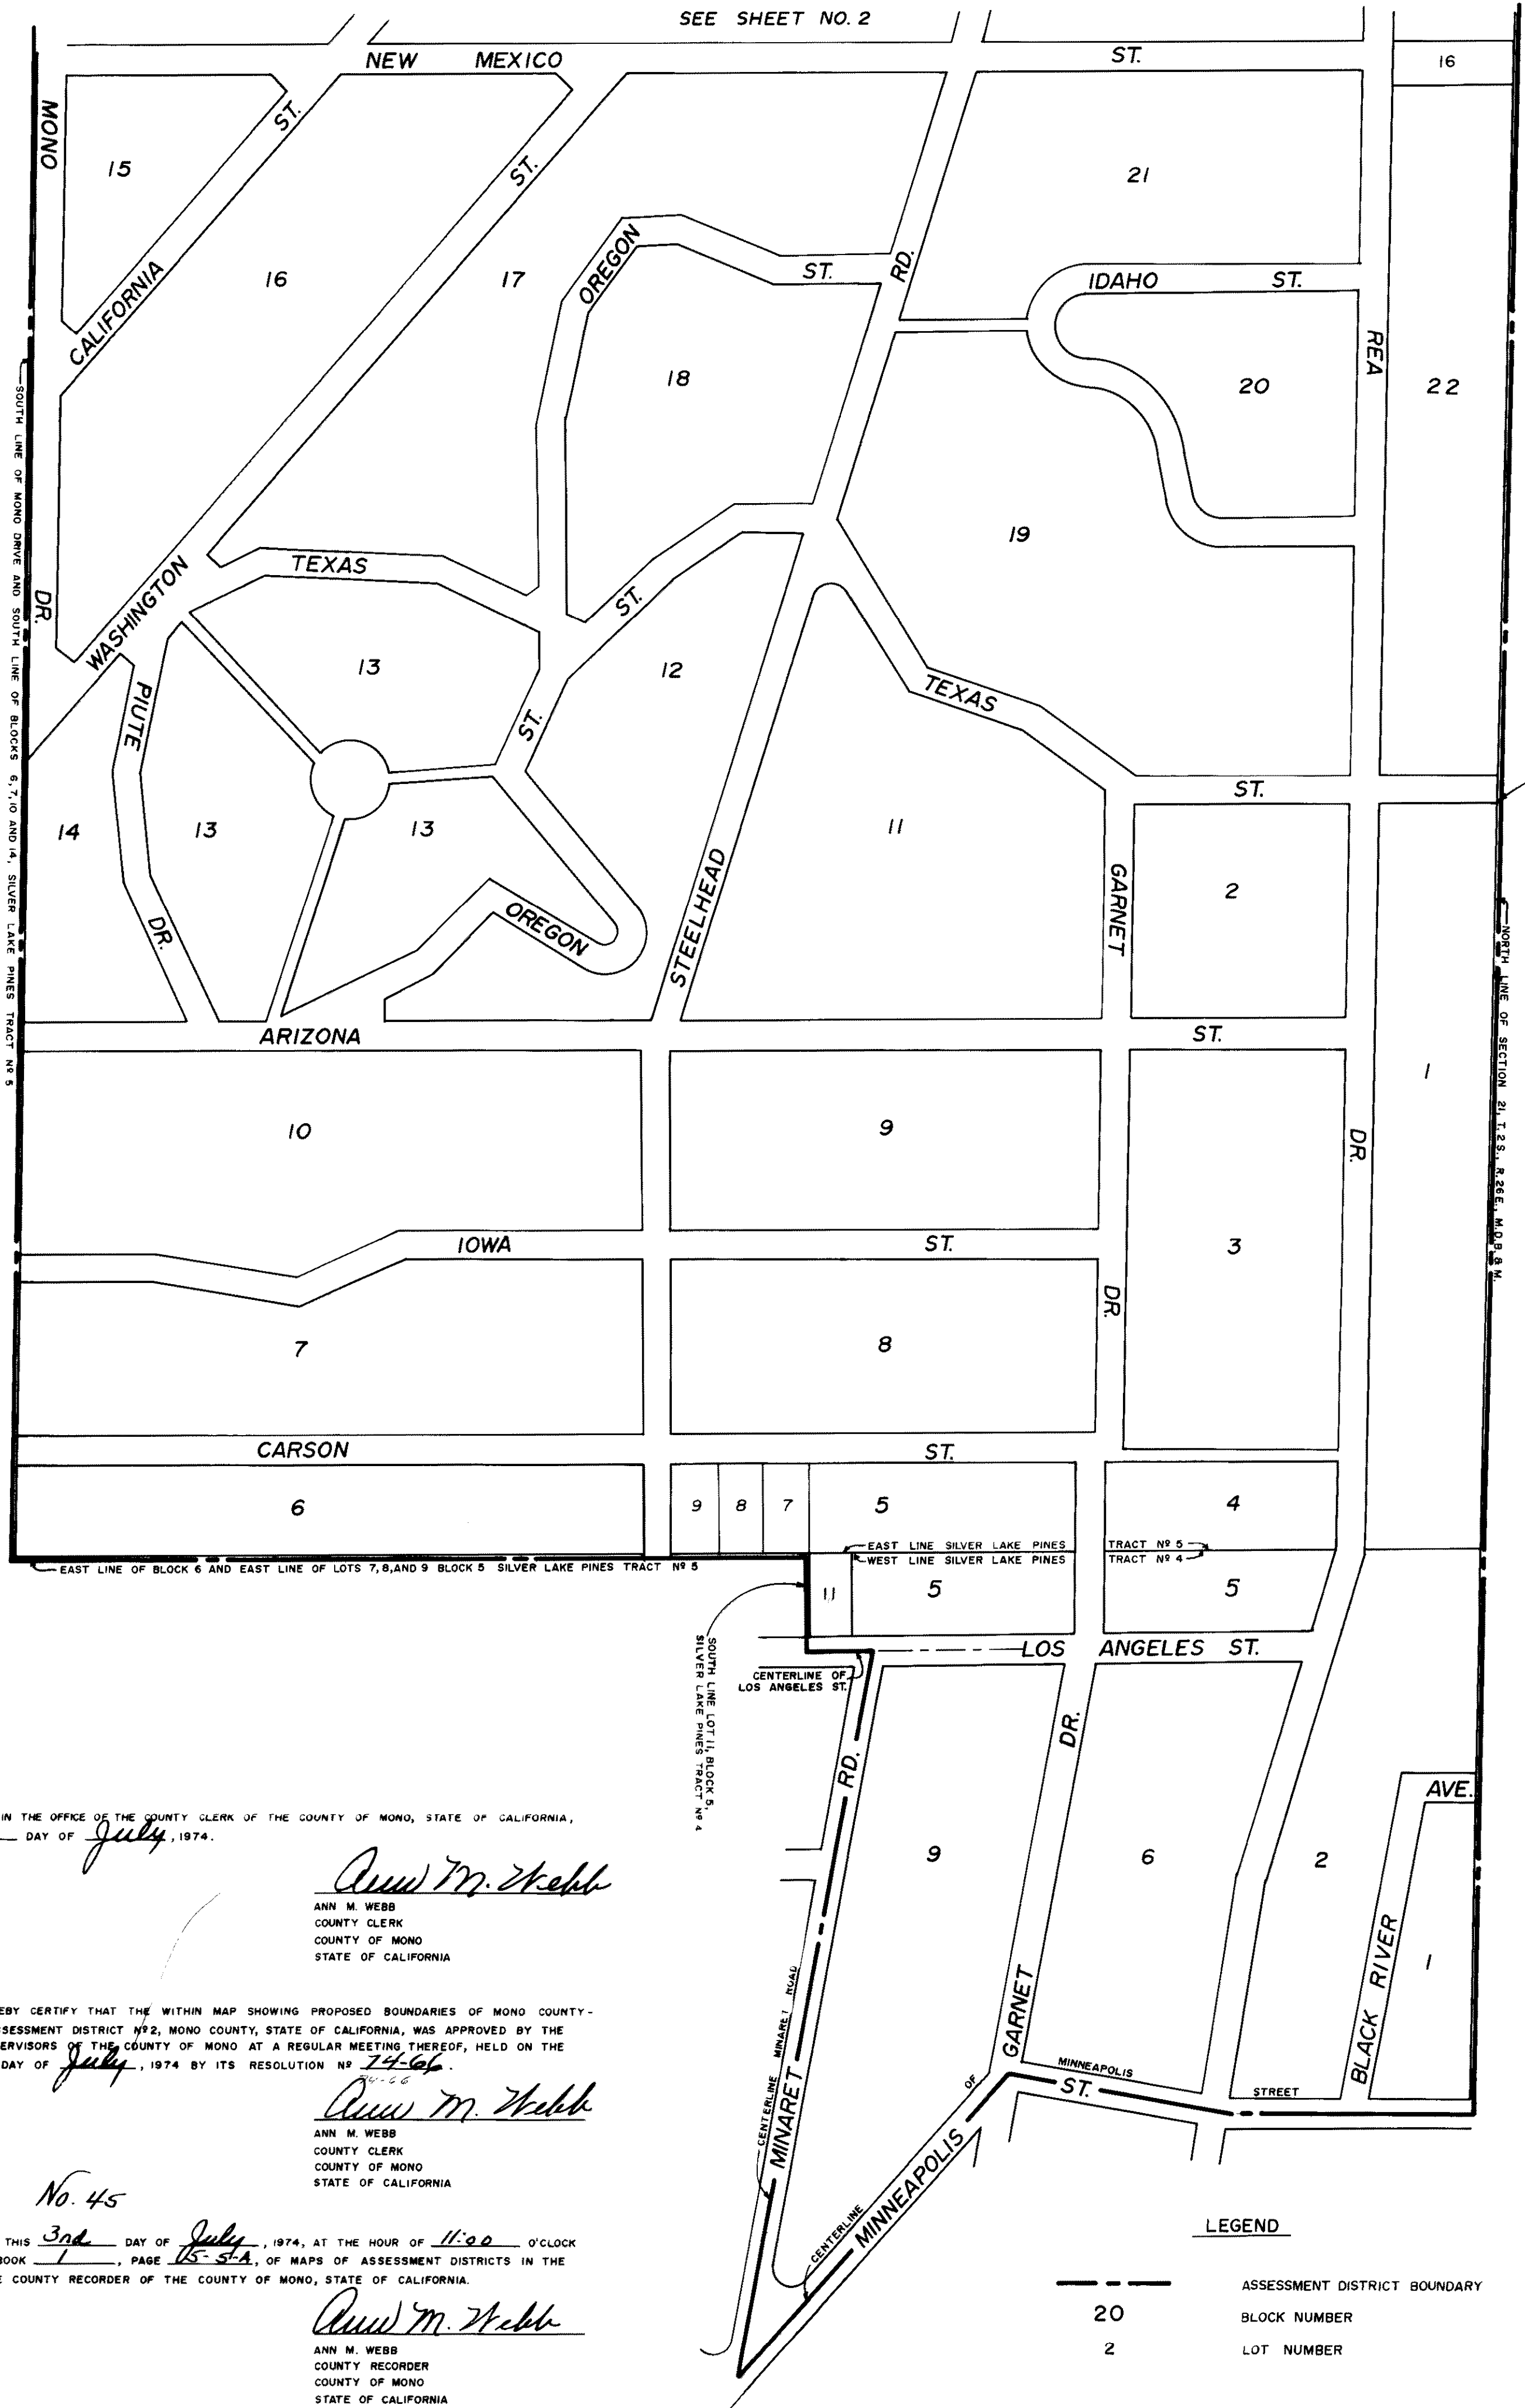 SEE SHEET NO. 2
NEW MEXICO ST.
16
MONO
15
ST.
ST.
21
CALIFORNIA
16
17
OREGON
ST.
RD.
IDAHO ST.
REA
18
20
22
SOUTH LINE OF MONO DRIVE AND SOUTH LINE OF BLOCKS 6, 7, 10 AND 14, SILVER LAKE PINES TRACT Nº 5
19
TEXAS
DR.
WASHINGTON
ST.
13
12
PIUTE
ST.
TEXAS
ST.
14
13
13
11
GARNET
2
STEELHEAD
OREGON
DR.
NORTH LINE OF SECTION 21, T. 2 S., R. 26 E., M.D.B. & M.
ARIZONA ST.
1
10
9
DR.
IOWA ST.
3
DR.
7
8
CARSON ST.
6
9
8
7
5
4
EAST LINE SILVER LAKE PINES TRACT Nº 5
WEST LINE SILVER LAKE PINES TRACT Nº 4
EAST LINE OF BLOCK 6 AND EAST LINE OF LOTS 7, 8, AND 9 BLOCK 5 SILVER LAKE PINES TRACT Nº 5
11
5
5
SOUTH LINE LOT 11, BLOCK 5,
SILVER LAKE PINES TRACT Nº 4
LOS ANGELES ST.
CENTERLINE OF
LOS ANGELES ST.
DR.
RD.
AVE.
9
6
2
1
IN THE OFFICE OF THE COUNTY CLERK OF THE COUNTY OF MONO, STATE OF CALIFORNIA,
DAY OF July, 1974.
Ann M. Webb
ANN M. WEBB
COUNTY CLERK
COUNTY OF MONO
STATE OF CALIFORNIA
GARNET
BLACK RIVER
CENTERLINE MINARET ROAD
MINARET
MINNEAPOLIS
ST.
STREET
CENTERLINE OF
MINNEAPOLIS
EBY CERTIFY THAT THE WITHIN MAP SHOWING PROPOSED BOUNDARIES OF MONO COUNTY-
SESSMENT DISTRICT Nº 2, MONO COUNTY, STATE OF CALIFORNIA, WAS APPROVED BY THE
ERVISORS OF THE COUNTY OF MONO AT A REGULAR MEETING THEREOF, HELD ON THE
DAY OF July, 1974 BY ITS RESOLUTION Nº 74-66.
74-66
Ann M. Webb
ANN M. WEBB
COUNTY CLERK
COUNTY OF MONO
STATE OF CALIFORNIA
No. 45
THIS 3nd DAY OF July, 1974, AT THE HOUR OF 11:00 O'CLOCK
BOOK 1, PAGE 5-5-A, OF MAPS OF ASSESSMENT DISTRICTS IN THE
E COUNTY RECORDER OF THE COUNTY OF MONO, STATE OF CALIFORNIA.
Ann M. Webb
ANN M. WEBB
COUNTY RECORDER
COUNTY OF MONO
STATE OF CALIFORNIA
LEGEND
ASSESSMENT DISTRICT BOUNDARY
20 BLOCK NUMBER
2 LOT NUMBER